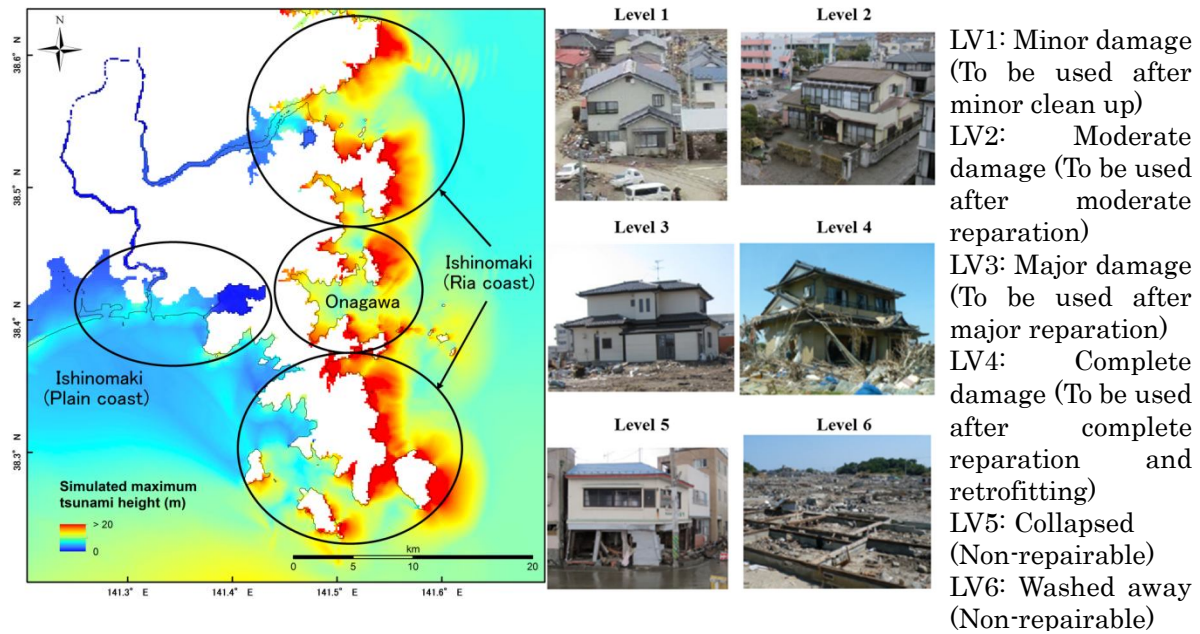 N
38.6°
38.5°
38.4°
38.3°
N
N
N
N
Ishinomaki
(Ria coast)
Onagawa
Ishinomaki
(Plain coast)
Simulated maximum
tsunami height (m)
> 20
0
km
0 5 10 20
141.3° E 141.4° E 141.5° E 141.6° E
Level 1 Level 2
Level 3 Level 4
Level 5 Level 6
LV1: Minor damage
(To be used after
minor clean up)
LV2: Moderate
damage (To be used
after moderate
reparation)
LV3: Major damage
(To be used after
major reparation)
LV4: Complete
damage (To be used
after complete
reparation and
retrofitting)
LV5: Collapsed
(Non-repairable)
LV6: Washed away
(Non-repairable)